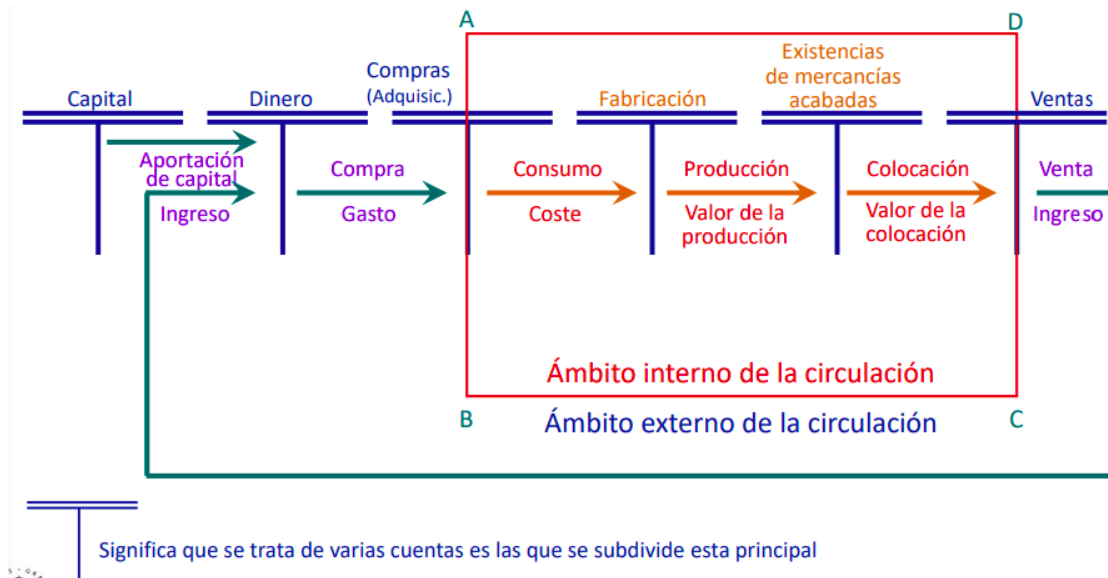 A
D
Capital
Dinero
Compras
(Adquisic.)
Fabricación
Existencias
de mercancías
acabadas
Ventas
Aportación
de capital
Ingreso
Compra
Gasto
Consumo
Coste
Producción
Valor de la
producción
Colocación
Valor de la
colocación
Venta
Ingreso
Ámbito interno de la circulación
B
C
Ámbito externo de la circulación
Significa que se trata de varias cuentas es las que se subdivide esta principal